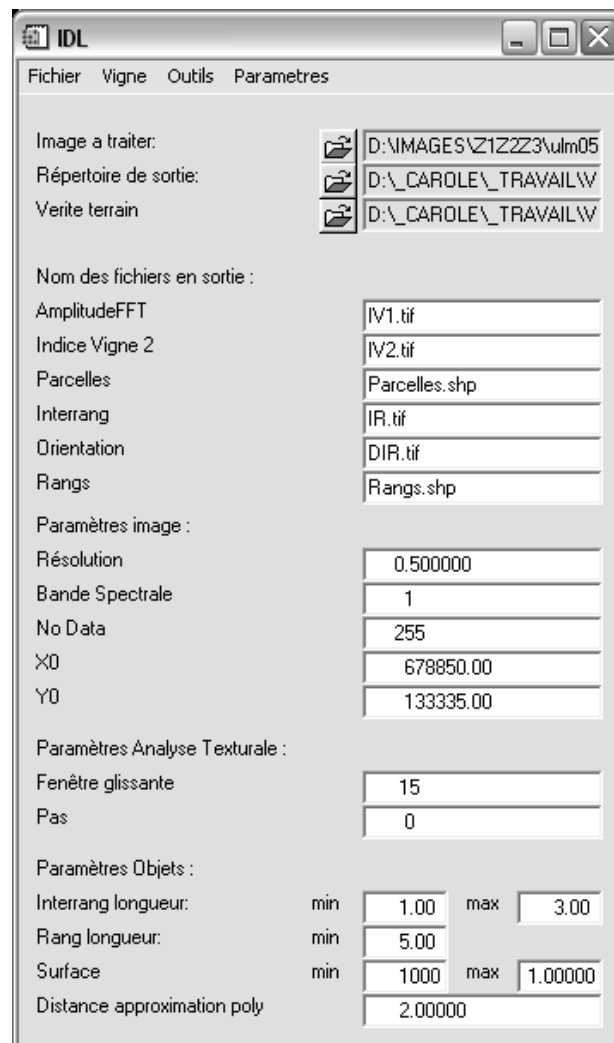 IDL
Fichier Vigne Outils Parametres
Image a traiter: D:\IMAGES\Z1Z2Z3\ulm05
Répertoire de sortie: D:\_CAROLE\_TRAVAIL\V
Verite terrain D:\_CAROLE\_TRAVAIL\V
Nom des fichiers en sortie :
AmplitudeFFT IV1.tif
Indice Vigne 2 IV2.tif
Parcelles Parcelles.shp
Interrang IR.tif
Orientation DIR.tif
Rangs Rangs.shp
Paramètres image :
Résolution 0.500000
Bande Spectrale 1
No Data 255
X0 678850.00
Y0 133335.00
Paramètres Analyse Texturale :
Fenêtre glissante 15
Pas 0
Paramètres Objets :
Interrang longueur: min 1.00 max 3.00
Rang longueur: min 5.00
Surface min 1000 max 1.00000
Distance approximation poly 2.00000